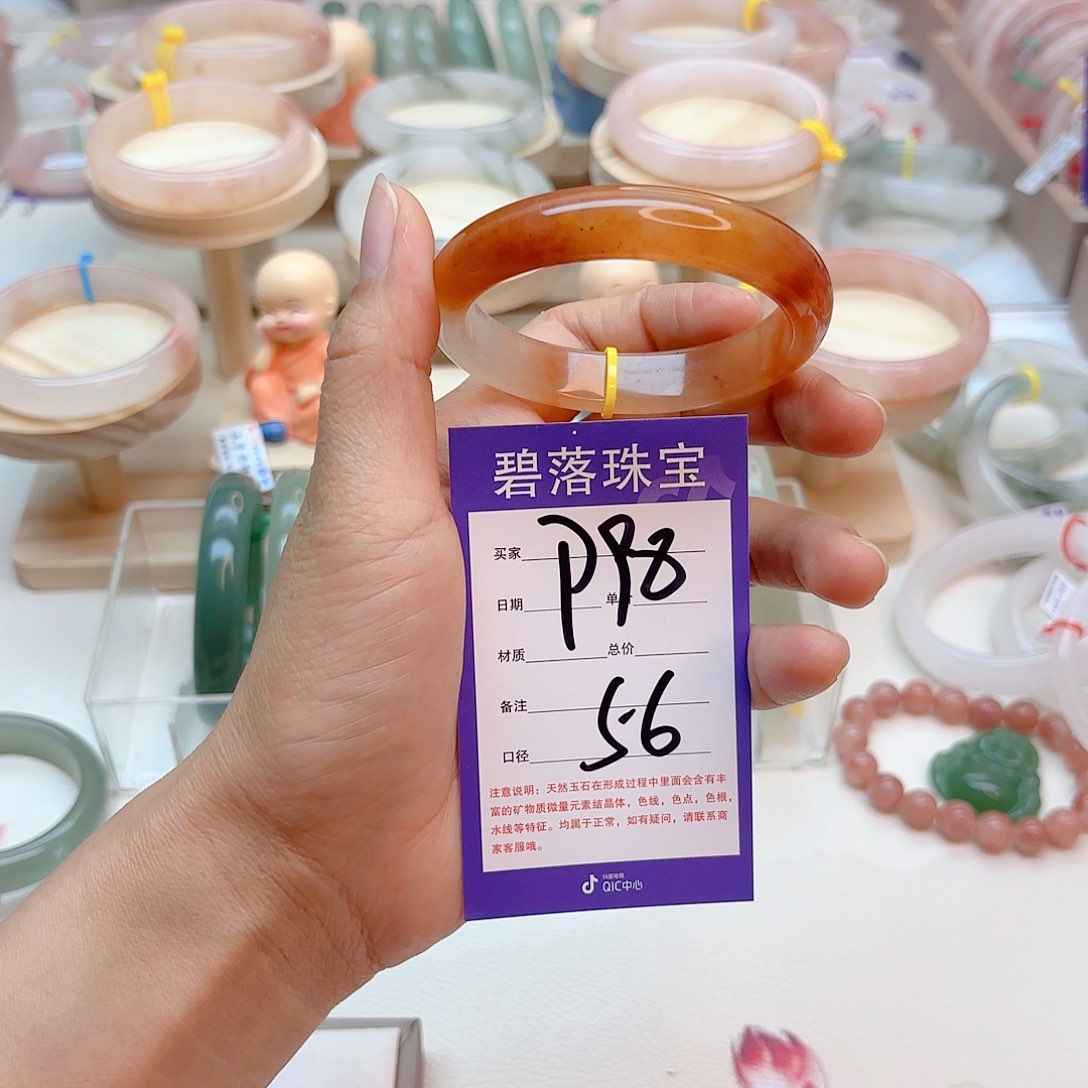 碧落珠宝
买家
P98
日期 单
材质 总价
备注
56
口径
注意说明：天然玉石在形成过程中里面会含有丰
富的矿物质微量元素结晶体，色线，色点，色根，
水线等特征。均属于正常，如有疑问，请联系商
家客服哦。
抖音电商
QIC中心